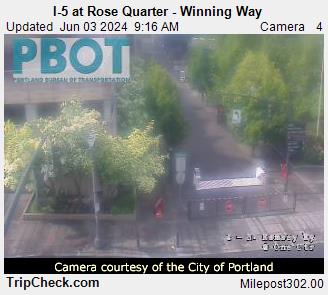 I-5 at Rose Quarter - Winning Way
Updated  Jun 03 2024  9:16 AM    Camera    4
PBOT
PORTLAND BUREAU OF TRANSPORTATION
Camera courtesy of the City of Portland
TripCheck.com    Milepost302.00